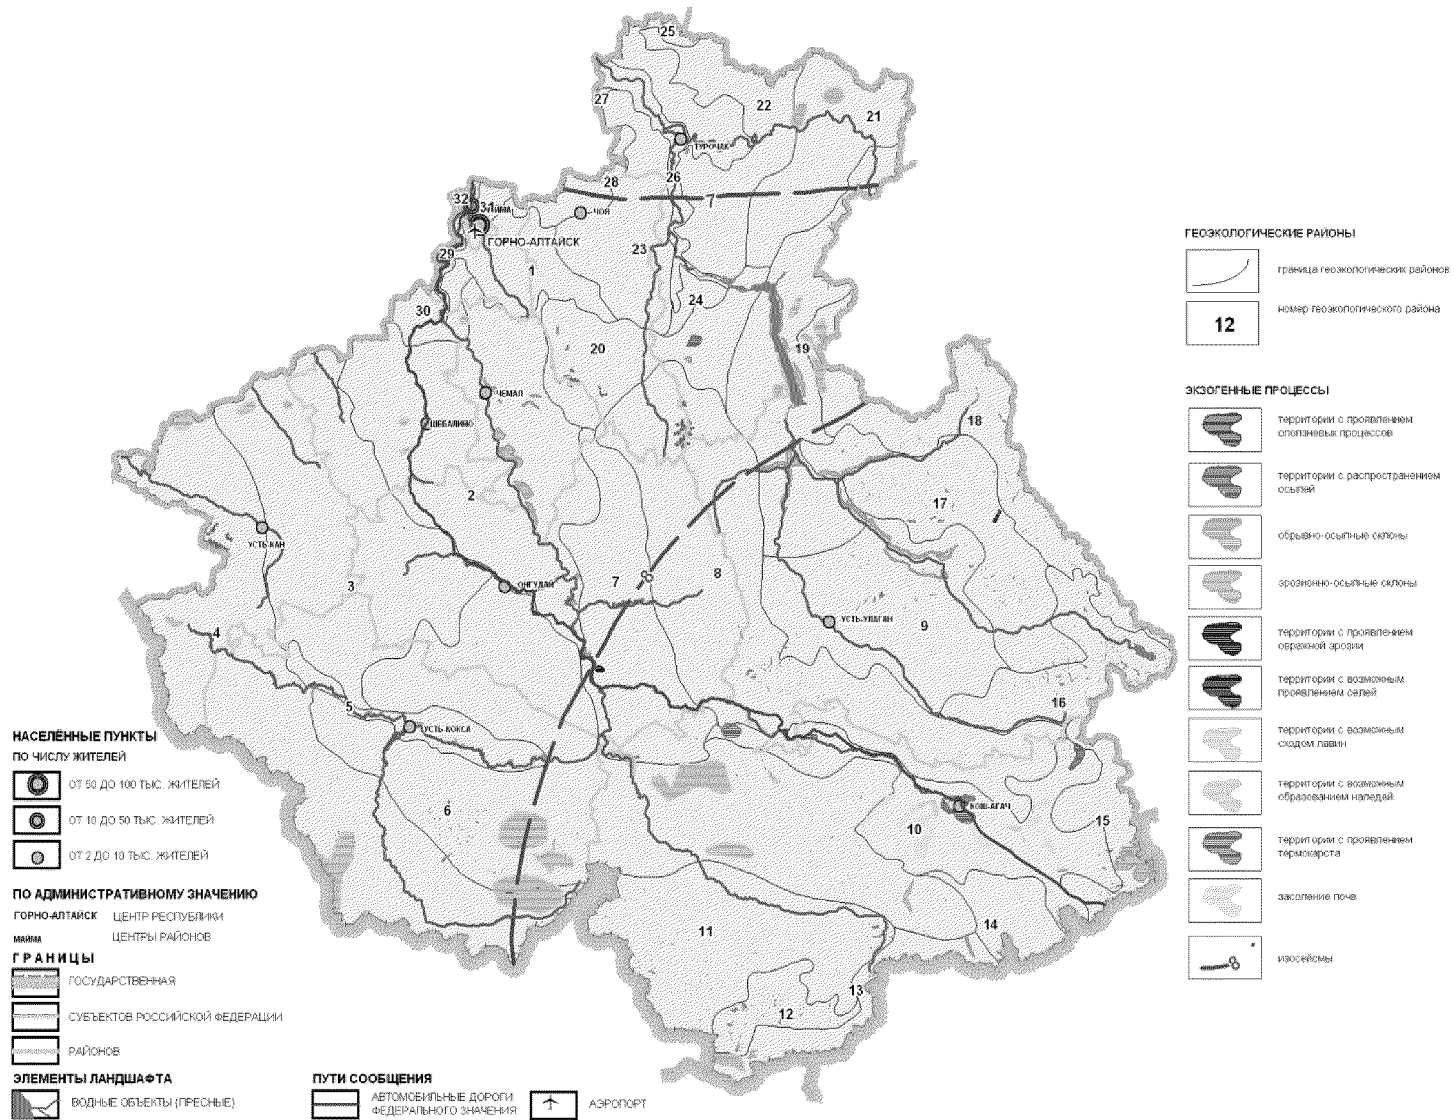 25
22
27
21
ТУРОЧАК
26
28
7
32
31
МАЙМА
ЧОЯ
ГОРНО-АЛТАЙСК
23
29
1
24
30
20
19
ЧЕМАЛ
ШЕБАЛИНО
18
2
17
УСТЬ-КАН
3
ОНГУДАЙ
7
8
8
УСТЬ-УЛАГАН
9
4
5
УСТЬ-КОКСА
16
6
КОШ-АГАЧ
10
15
11
14
13
12
НАСЕЛЁННЫЕ ПУНКТЫ
ПО ЧИСЛУ ЖИТЕЛЕЙ
ОТ 50 ДО 100 ТЫС. ЖИТЕЛЕЙ
ОТ 10 ДО 50 ТЫС. ЖИТЕЛЕЙ
ОТ 2 ДО 10 ТЫС. ЖИТЕЛЕЙ
ПО АДМИНИСТРАТИВНОМУ ЗНАЧЕНИЮ
ГОРНО-АЛТАЙСК ЦЕНТР РЕСПУБЛИКИ
МАЙМА ЦЕНТРЫ РАЙОНОВ
ГРАНИЦЫ
ГОСУДАРСТВЕННАЯ
СУБЪЕКТОВ РОССИЙСКОЙ ФЕДЕРАЦИИ
РАЙОНОВ
ЭЛЕМЕНТЫ ЛАНДШАФТА
ВОДНЫЕ ОБЪЕКТЫ (ПРЕСНЫЕ)
ПУТИ СООБЩЕНИЯ
АВТОМОБИЛЬНЫЕ ДОРОГИ
ФЕДЕРАЛЬНОГО ЗНАЧЕНИЯ
АЭРОПОРТ
ГЕОЭКОЛОГИЧЕСКИЕ РАЙОНЫ
граница геоэкологических районов
12
номер геоэкологического района
ЭКЗОГЕННЫЕ ПРОЦЕССЫ
территории с проявлением
оползневых процессов
территории с распространением
осыпей
обрывно-осыпные склоны
эрозионно-осыпные склоны
территории с проявлением
овражной эрозии
территории с возможным
проявлением селей
территории с возможным
сходом лавин
территории с возможным
образованием наледей
территории с проявлением
термокарста
засоление почв
8
изосейсмы